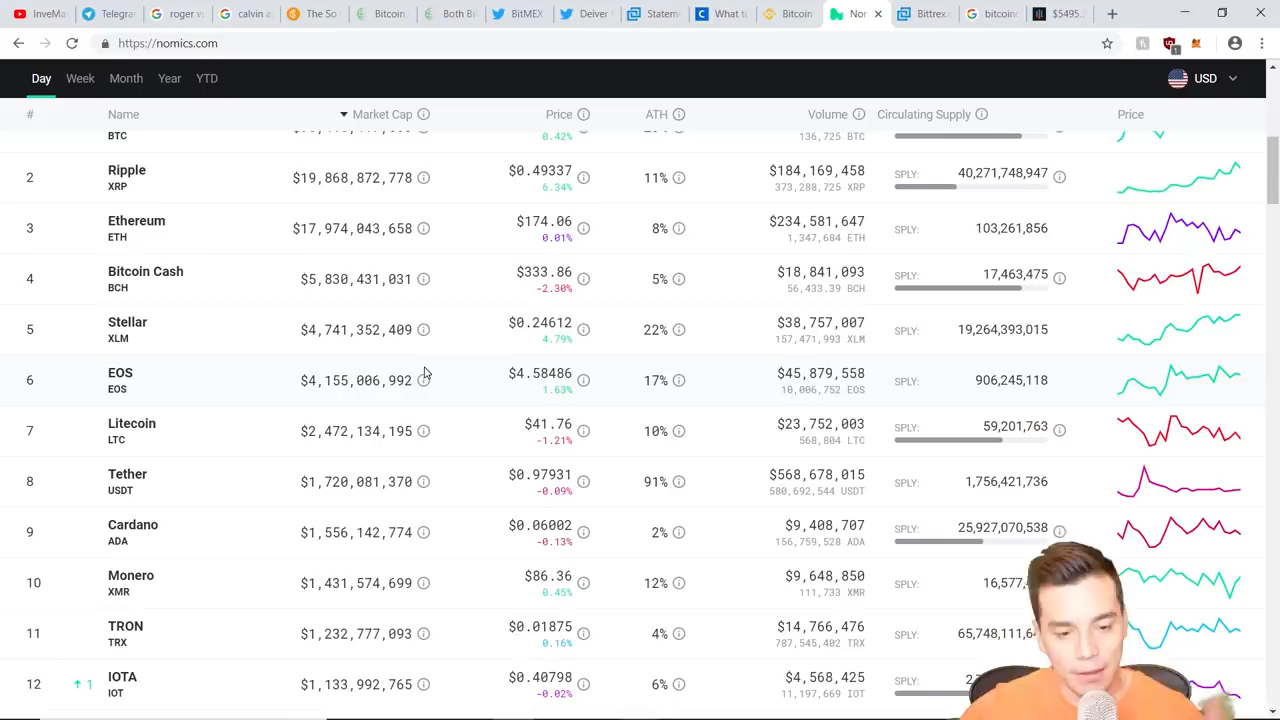 InveMa
Telegra
roger v
calvin a
The So
Bitcoin
Both Bi
BitMEX
Deiver
Statem
What to
Bitcoin
Nor
Bittrex.
bitcoin
$5495.
https://nomics.com
1
Day Week Month Year YTD
USD
# Name Market Cap Price ATH Volume Circulating Supply Price
BTC 0.42% 136,725 BTC
2 Ripple $19,868,872,778 $0.49337 11% $184,169,458 SPLY: 40,271,748,947
XRP 6.34% 373,288,725 XRP
3 Ethereum $17,974,043,658 $174.06 8% $234,581,647 SPLY: 103,261,856
ETH 0.01% 1,347,684 ETH
4 Bitcoin Cash $5,830,431,031 $333.86 5% $18,841,093 SPLY: 17,463,475
BCH -2.30% 56,433.39 BCH
5 Stellar $4,741,352,409 $0.24612 22% $38,757,007 SPLY: 19,264,393,015
XLM 4.79% 157,471,993 XLM
6 EOS $4,155,006,992 $4.58486 17% $45,879,558 SPLY: 906,245,118
EOS 1.63% 10,006,752 EOS
7 Litecoin $2,472,134,195 $41.76 10% $23,752,003 SPLY: 59,201,763
LTC -1.21% 568,804 LTC
8 Tether $1,720,081,370 $0.97931 91% $568,678,015 SPLY: 1,756,421,736
USDT -0.09% 580,692,544 USDT
9 Cardano $1,556,142,774 $0.06002 2% $9,408,707 SPLY: 25,927,070,538
ADA -0.13% 156,759,528 ADA
10 Monero $1,431,574,699 $86.36 12% $9,648,850 SPLY: 16,577,
XMR 0.45% 111,733 XMR
11 TRON $1,232,777,093 $0.01875 4% $14,766,476 SPLY: 65,748,111,6
TRX 0.16% 787,545,402 TRX
12 1 IOTA $1,133,992,765 $0.40798 6% $4,568,425 SPLY: 2,
IOT -0.02% 11,197,669 IOT